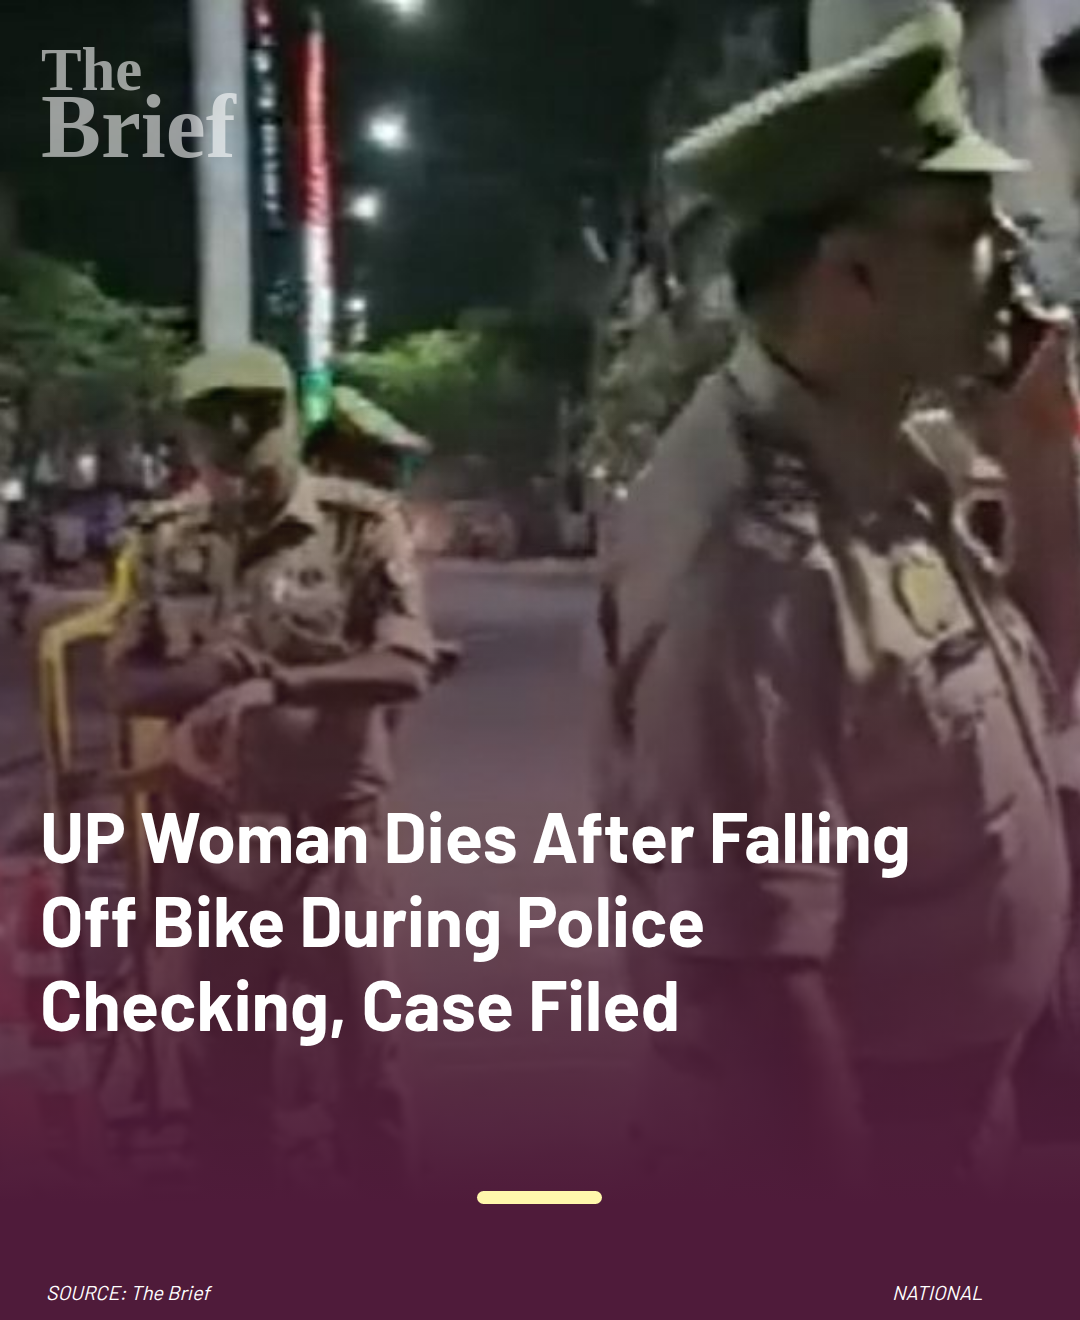 The
Brief
UP Woman Dies After Falling
Off Bike During Police
Checking, Case Filed
SOURCE: The Brief
NATIONAL